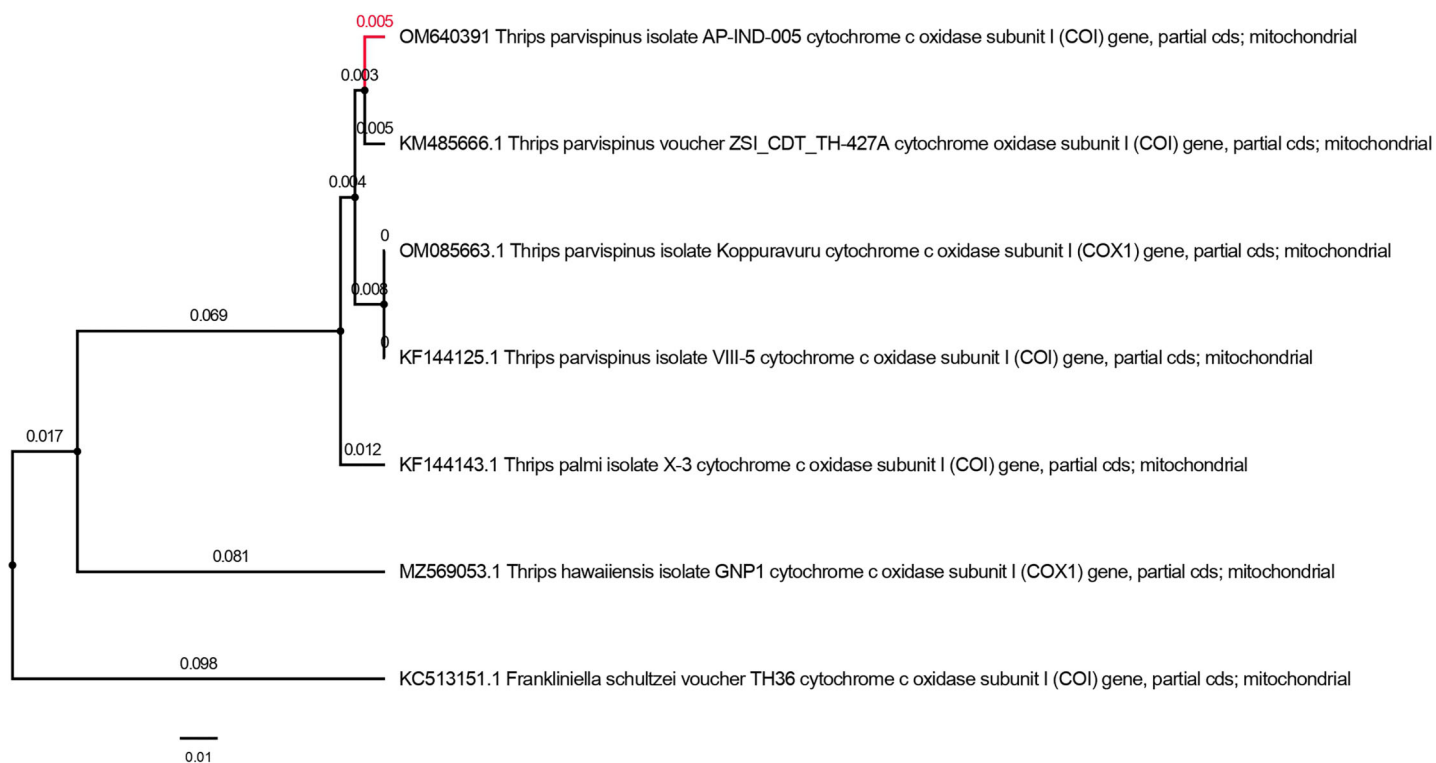 0.005
OM640391 Thrips parvispinus isolate AP-IND-005 cytochrome c oxidase subunit I (COI) gene, partial cds; mitochondrial
0.003
0.005
KM485666.1 Thrips parvispinus voucher ZSI_CDT_TH-427A cytochrome oxidase subunit I (COI) gene, partial cds; mitochondrial
0.004
0
OM085663.1 Thrips parvispinus isolate Koppuravuru cytochrome c oxidase subunit I (COX1) gene, partial cds; mitochondrial
0.008
0.069
0
KF144125.1 Thrips parvispinus isolate VIII-5 cytochrome c oxidase subunit I (COI) gene, partial cds; mitochondrial
0.017
0.012
KF144143.1 Thrips palmi isolate X-3 cytochrome c oxidase subunit I (COI) gene, partial cds; mitochondrial
0.081
MZ569053.1 Thrips hawaiiensis isolate GNP1 cytochrome c oxidase subunit I (COX1) gene, partial cds; mitochondrial
0.098
KC513151.1 Frankliniella schultzei voucher TH36 cytochrome c oxidase subunit I (COI) gene, partial cds; mitochondrial
0.01